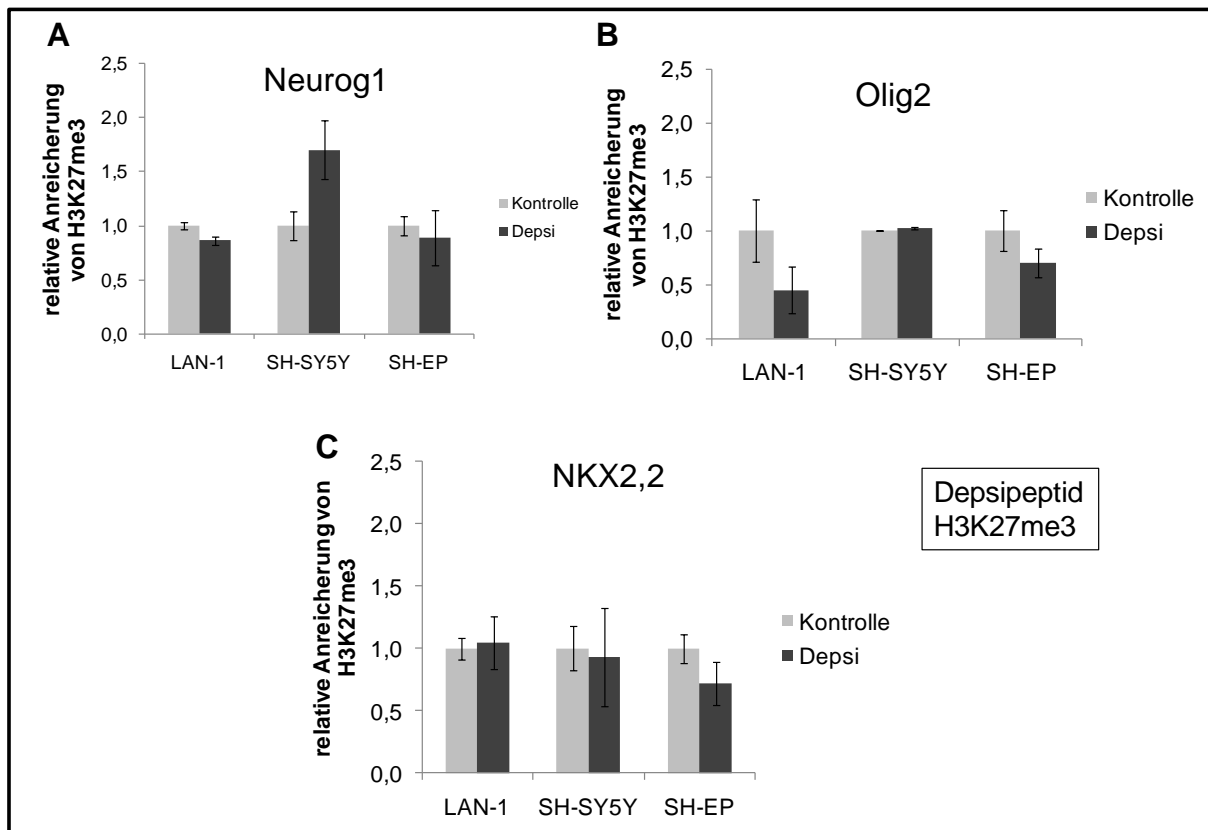 A
Neurog1
relative Anreicherung
von H3K27me3
2,5
2,0
1,5
1,0
0,5
0,0
LAN-1 SH-SY5Y SH-EP
Kontrolle
Depsi
B
Olig2
relative Anreicherung
von H3K27me3
2,5
2,0
1,5
1,0
0,5
0,0
LAN-1 SH-SY5Y SH-EP
Kontrolle
Depsi
C
NKX2,2
relative Anreicherung von
H3K27me3
2,5
2,0
1,5
1,0
0,5
0,0
LAN-1 SH-SY5Y SH-EP
Kontrolle
Depsi
Depsipeptid
H3K27me3